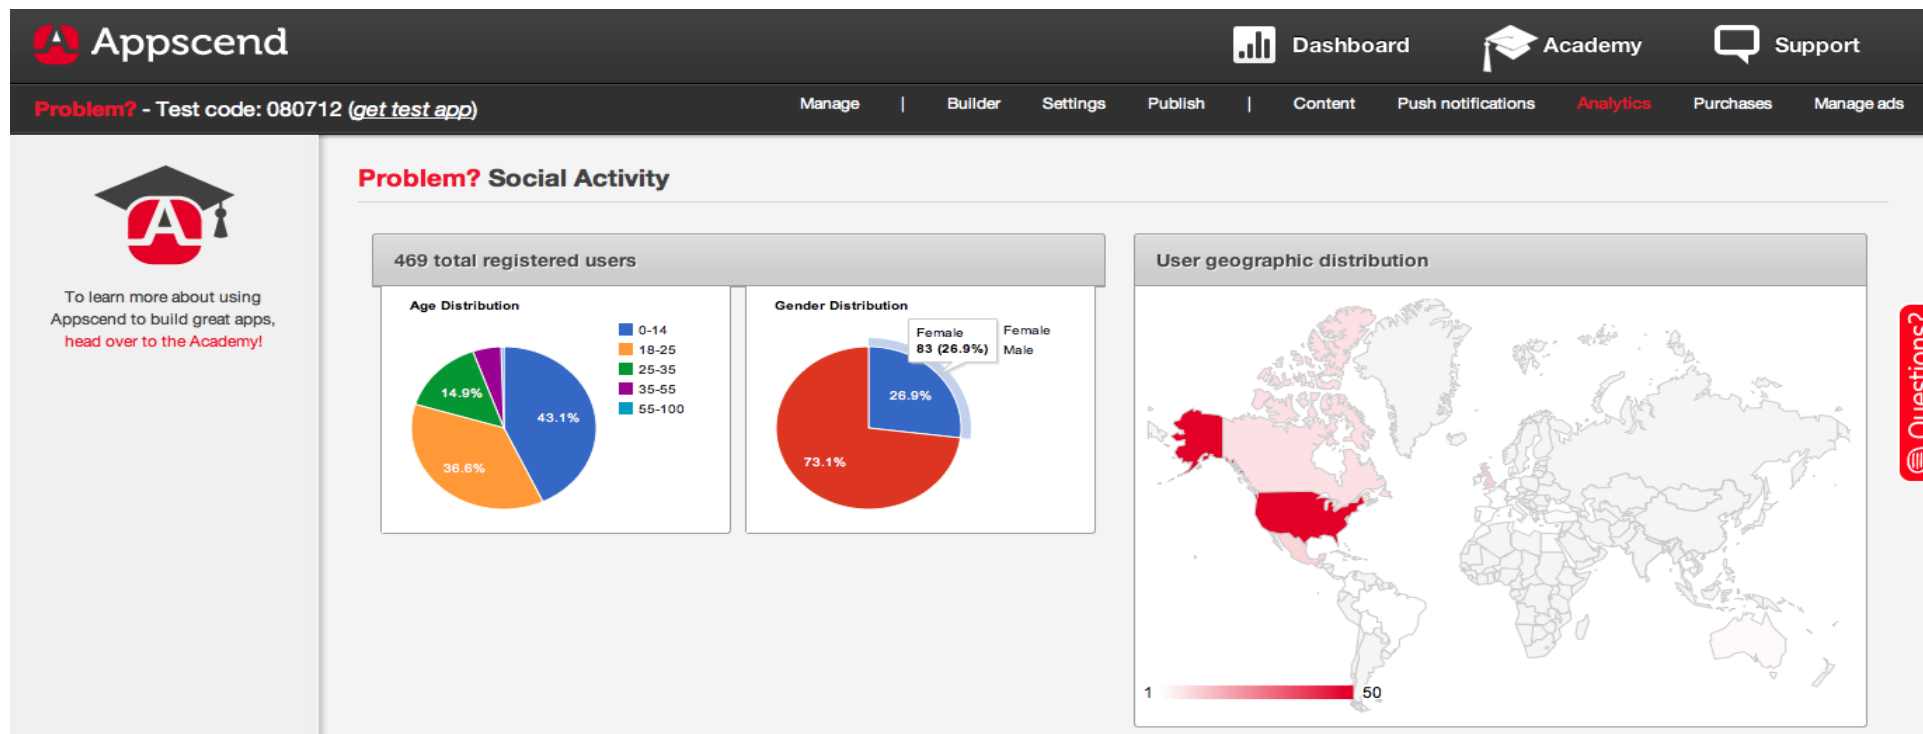 Appscend
Dashboard
Academy
Support
Problem? - Test code: 080712 (get test app)
Manage | Builder Settings Publish | Content Push notifications Analytics Purchases Manage ads
To learn more about using
Appscend to build great apps,
head over to the Academy!
Problem? Social Activity
469 total registered users
Age Distribution
0-14
18-25
25-35
35-55
55-100
43.1%
36.6%
14.9%
Gender Distribution
Female
83 (26.9%)
Female
Male
26.9%
73.1%
User geographic distribution
1
50
Questions?